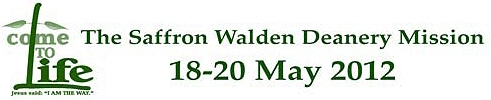 come
TO
life
Jesus said: "I AM THE WAY."
The Saffron Walden Deanery Mission
18-20 May 2012